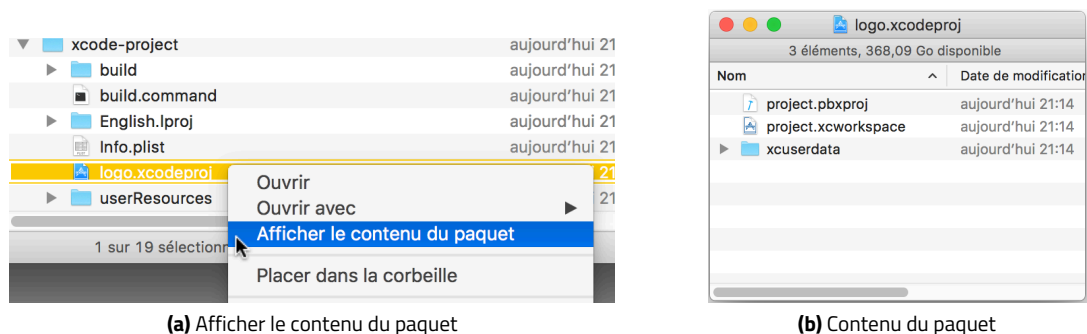 xcode-project aujourd'hui 21
build aujourd'hui 21
build.command aujourd'hui 21
English.lproj aujourd'hui 21
Info.plist aujourd'hui 21
logo.xcodeproj 21
userResources 21
1 sur 19 sélectionn
Ouvrir
Ouvrir avec
Afficher le contenu du paquet
Placer dans la corbeille
(a) Afficher le contenu du paquet
logo.xcodeproj
3 éléments, 368,09 Go disponible
Nom Date de modification
project.pbxproj aujourd'hui 21:14
project.xcworkspace aujourd'hui 21:14
xcuserdata aujourd'hui 21:14
(b) Contenu du paquet